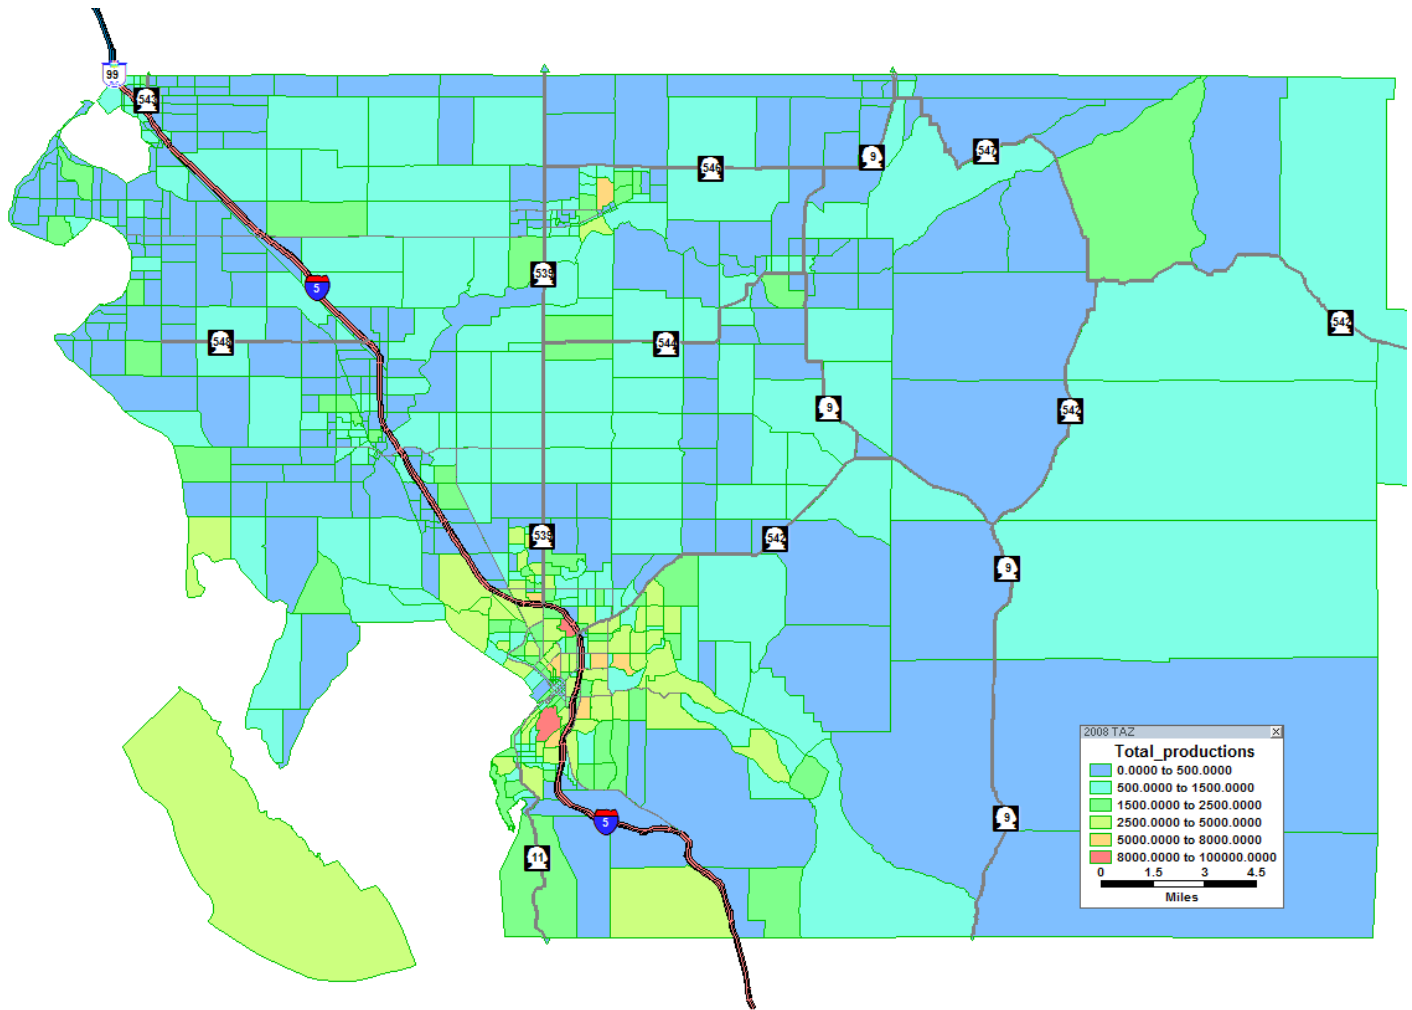 99
543
546
9
547
539
5
542
548
544
9
542
539
542
9
2008 TAZ
Total_productions
0.0000 to 500.0000
500.0000 to 1500.0000
1500.0000 to 2500.0000
2500.0000 to 5000.0000
5000.0000 to 8000.0000
8000.0000 to 100000.0000
0 1.5 3 4.5
Miles
5
9
11